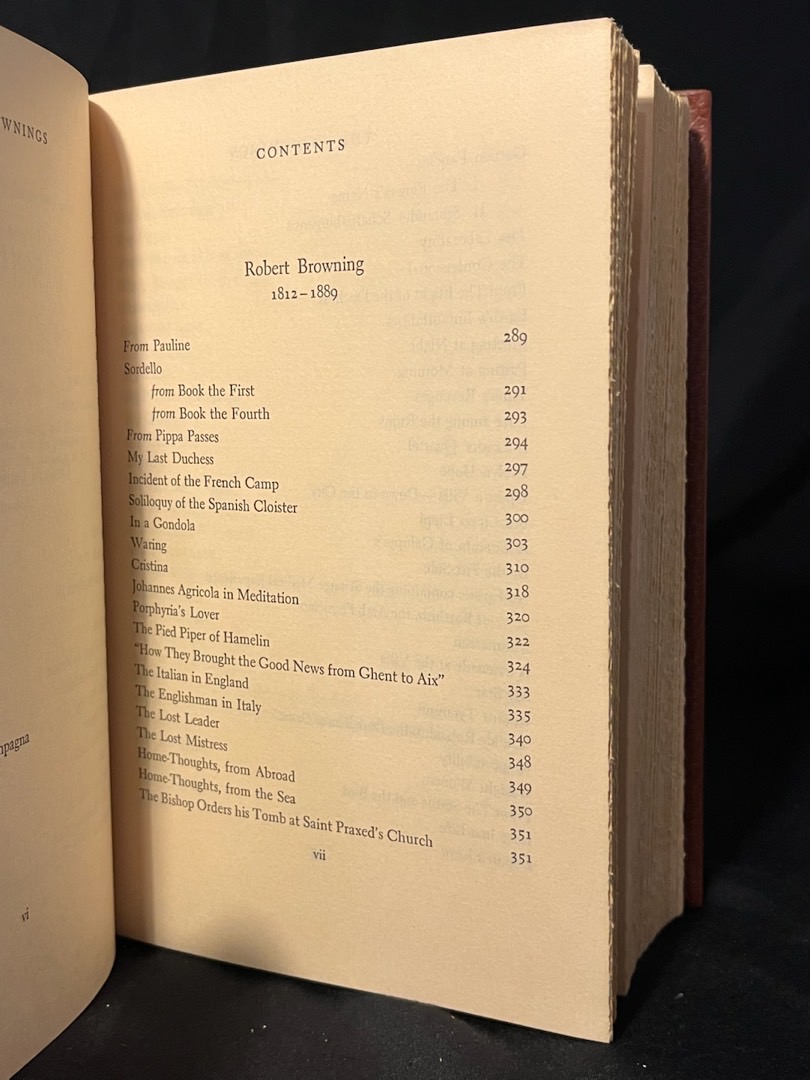 WNINGS
mpagna
vi
CONTENTS
Robert Browning
1812–1889
From Pauline 289
Sordello
from Book the First 291
from Book the Fourth 293
From Pippa Passes 294
My Last Duchess 297
Incident of the French Camp 298
Soliloquy of the Spanish Cloister 300
In a Gondola 303
Waring 310
Cristina 318
Johannes Agricola in Meditation 320
Porphyria's Lover 322
The Pied Piper of Hamelin 324
"How They Brought the Good News from Ghent to Aix" 333
The Italian in England 335
The Englishman in Italy 340
The Lost Leader 348
The Lost Mistress 349
Home-Thoughts, from Abroad 350
Home-Thoughts, from the Sea 351
The Bishop Orders his Tomb at Saint Praxed's Church 351
vii